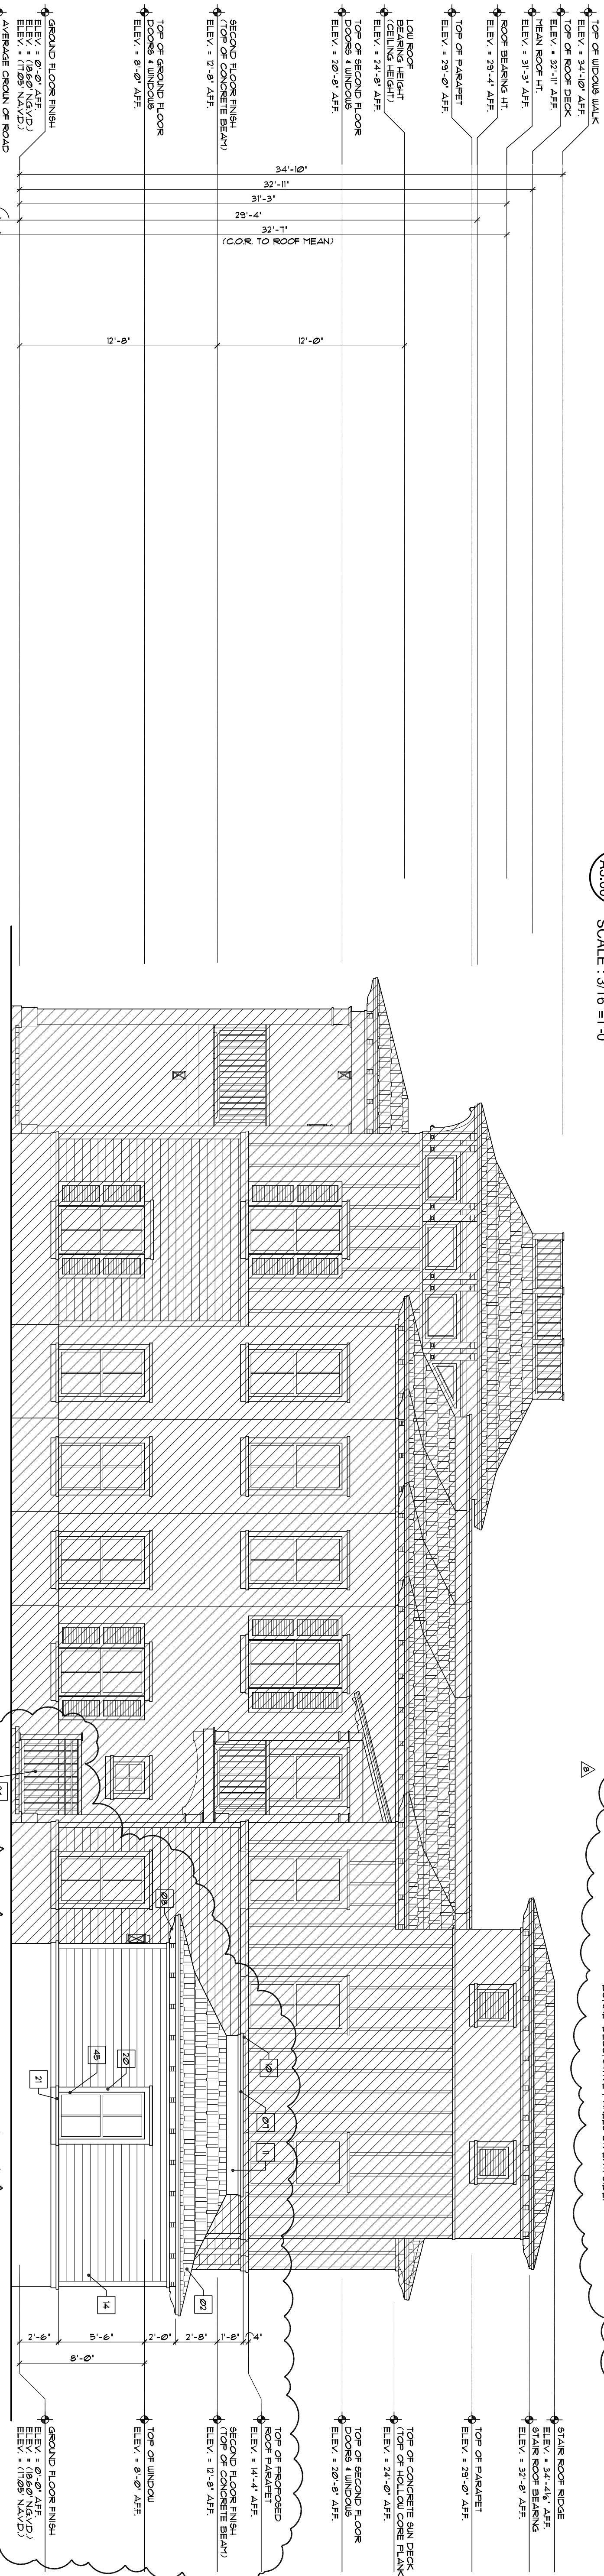 TOP OF WIDOWS WALK
ELEV. = 34'-10" A.F.F.
TOP OF ROOF DECK
ELEV. = 32'-11" A.F.F.
MEAN ROOF HT.
ELEV. = 31'-3" A.F.F.
ROOF BEARING HT.
ELEV. = 29'-4" A.F.F.
TOP OF PARAPET
ELEV. = 29'-0" A.F.F.
LOW ROOF
BEARING HEIGHT
(CEILING HEIGHT)
ELEV. = 24'-8" A.F.F.
TOP OF SECOND FLOOR
DOORS & WINDOWS
ELEV. = 20'-8" A.F.F.
SECOND FLOOR FINISH
(TOP OF CONCRETE BEAM)
ELEV. = 12'-8" A.F.F.
TOP OF GROUND FLOOR
DOORS & WINDOWS
ELEV. = 8'-0" A.F.F.
GROUND FLOOR FINISH
ELEV. = 0'-0" A.F.F.
ELEV. = (18.60' N.G.V.D.)
ELEV. = (17.05' N.A.V.D.)
AVERAGE CROWN OF ROAD
34'-10"
32'-11"
31'-3"
29'-4"
32'-7"
(C.O.R. TO ROOF MEAN)
12'-8"
12'-0"
SCALE : 3/16"=1'-0"
8
08
10
07
11
45
20
21
02
14
2'-6"
5'-6"
2'-0"
2'-8"
1'-8"
4"
8'-0"
STAIR ROOF RIDGE
ELEV. = 34'-4⅛" A.F.F.
STAIR ROOF BEARING
ELEV. = 32'-8" A.F.F.
TOP OF PARAPET
ELEV. = 29'-0" A.F.F.
TOP OF CONCRETE SUN DECK
(TOP OF HOLLOW CORE PLANK
ELEV. = 24'-0" A.F.F.
TOP OF SECOND FLOOR
DOORS & WINDOWS
ELEV. = 20'-8" A.F.F.
TOP OF PROPOSED
ROOF PARAPET
ELEV. = 14'-4" A.F.F.
SECOND FLOOR FINISH
(TOP OF CONCRETE BEAM)
ELEV. = 12'-8" A.F.F.
TOP OF WINDOW
ELEV. = 8'-0" A.F.F.
GROUND FLOOR FINISH
ELEV. = 0'-0" A.F.F.
ELEV. = (18.60' N.G.V.D.)
ELEV. = (17.05' N.A.V.D.)